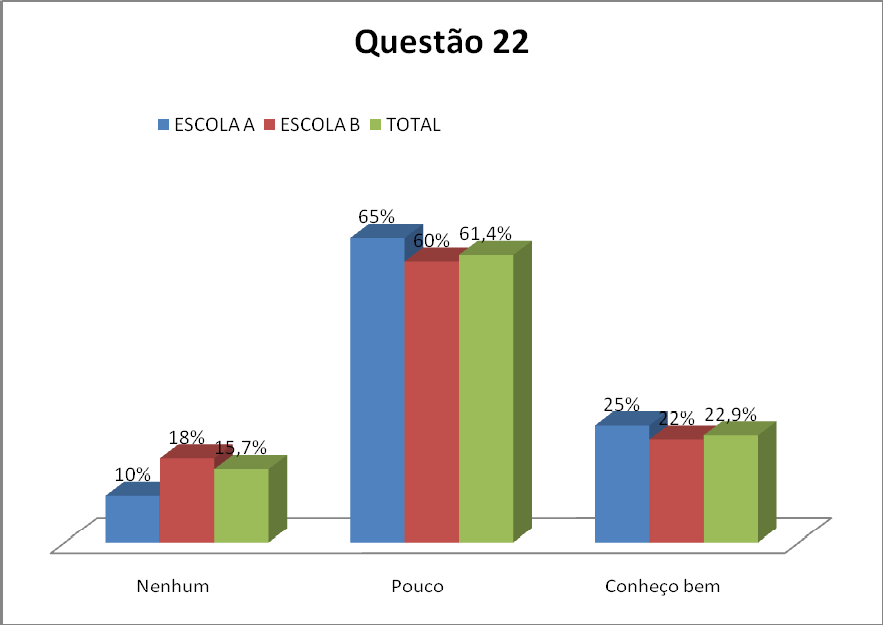 Questão 22
ESCOLA A ESCOLA B TOTAL
65% 60% 61,4%
25% 22% 22,9%
10% 18% 15,7%
Nenhum Pouco Conheço bem